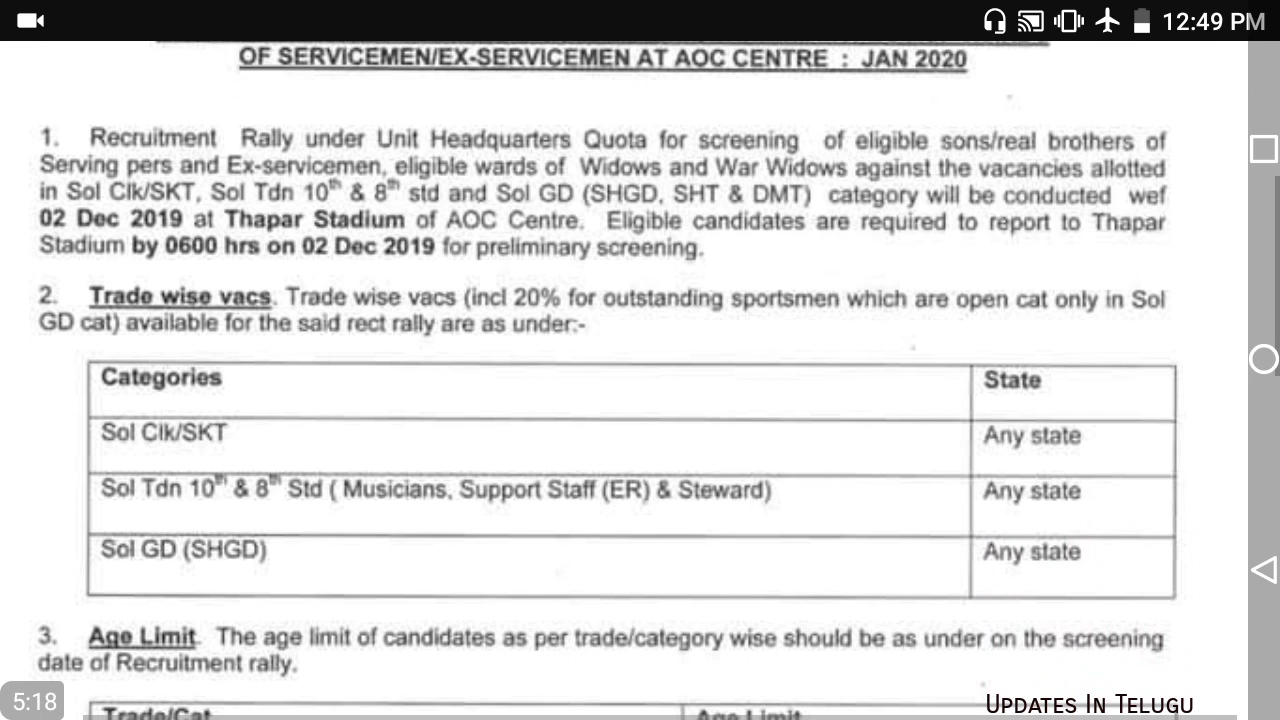 12:49 PM
OF SERVICEMEN/EX-SERVICEMEN AT AOC CENTRE : JAN 2020
1. Recruitment Rally under Unit Headquarters Quota for screening of eligible sons/real brothers of
Serving pers and Ex-servicemen, eligible wards of Widows and War Widows against the vacancies allotted
in Sol Clk/SKT, Sol Tdn 10th & 8th std and Sol GD (SHGD, SHT & DMT) category will be conducted wef
02 Dec 2019 at Thapar Stadium of AOC Centre. Eligible candidates are required to report to Thapar
Stadium by 0600 hrs on 02 Dec 2019 for preliminary screening.
2. Trade wise vacs. Trade wise vacs (incl 20% for outstanding sportsmen which are open cat only in Sol
GD cat) available for the said rect rally are as under:-
Categories State
Sol Clk/SKT Any state
Sol Tdn 10th & 8th Std ( Musicians, Support Staff (ER) & Steward) Any state
Sol GD (SHGD) Any state
3. Age Limit. The age limit of candidates as per trade/category wise should be as under on the screening
date of Recruitment rally.
5:18 UPDATES IN TELUGU
Trade/Cat Age Limit